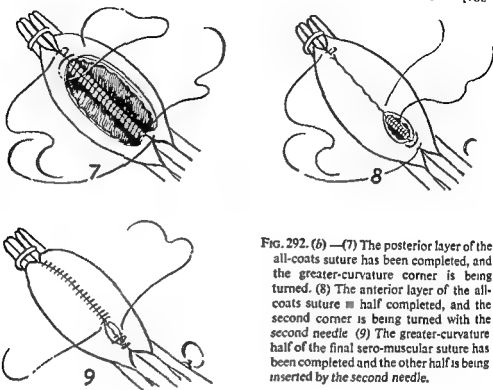 7
8
9
FIG. 292. (b) —(7) The posterior layer of the
all-coats suture has been completed, and
the greater-curvature corner is being
turned. (8) The anterior layer of the all-
coats suture half completed, and the
second corner is being turned with the
second needle (9) The greater-curvature
half of the final sero-muscular suture has
been completed and the other half is being
inserted by the second needle.